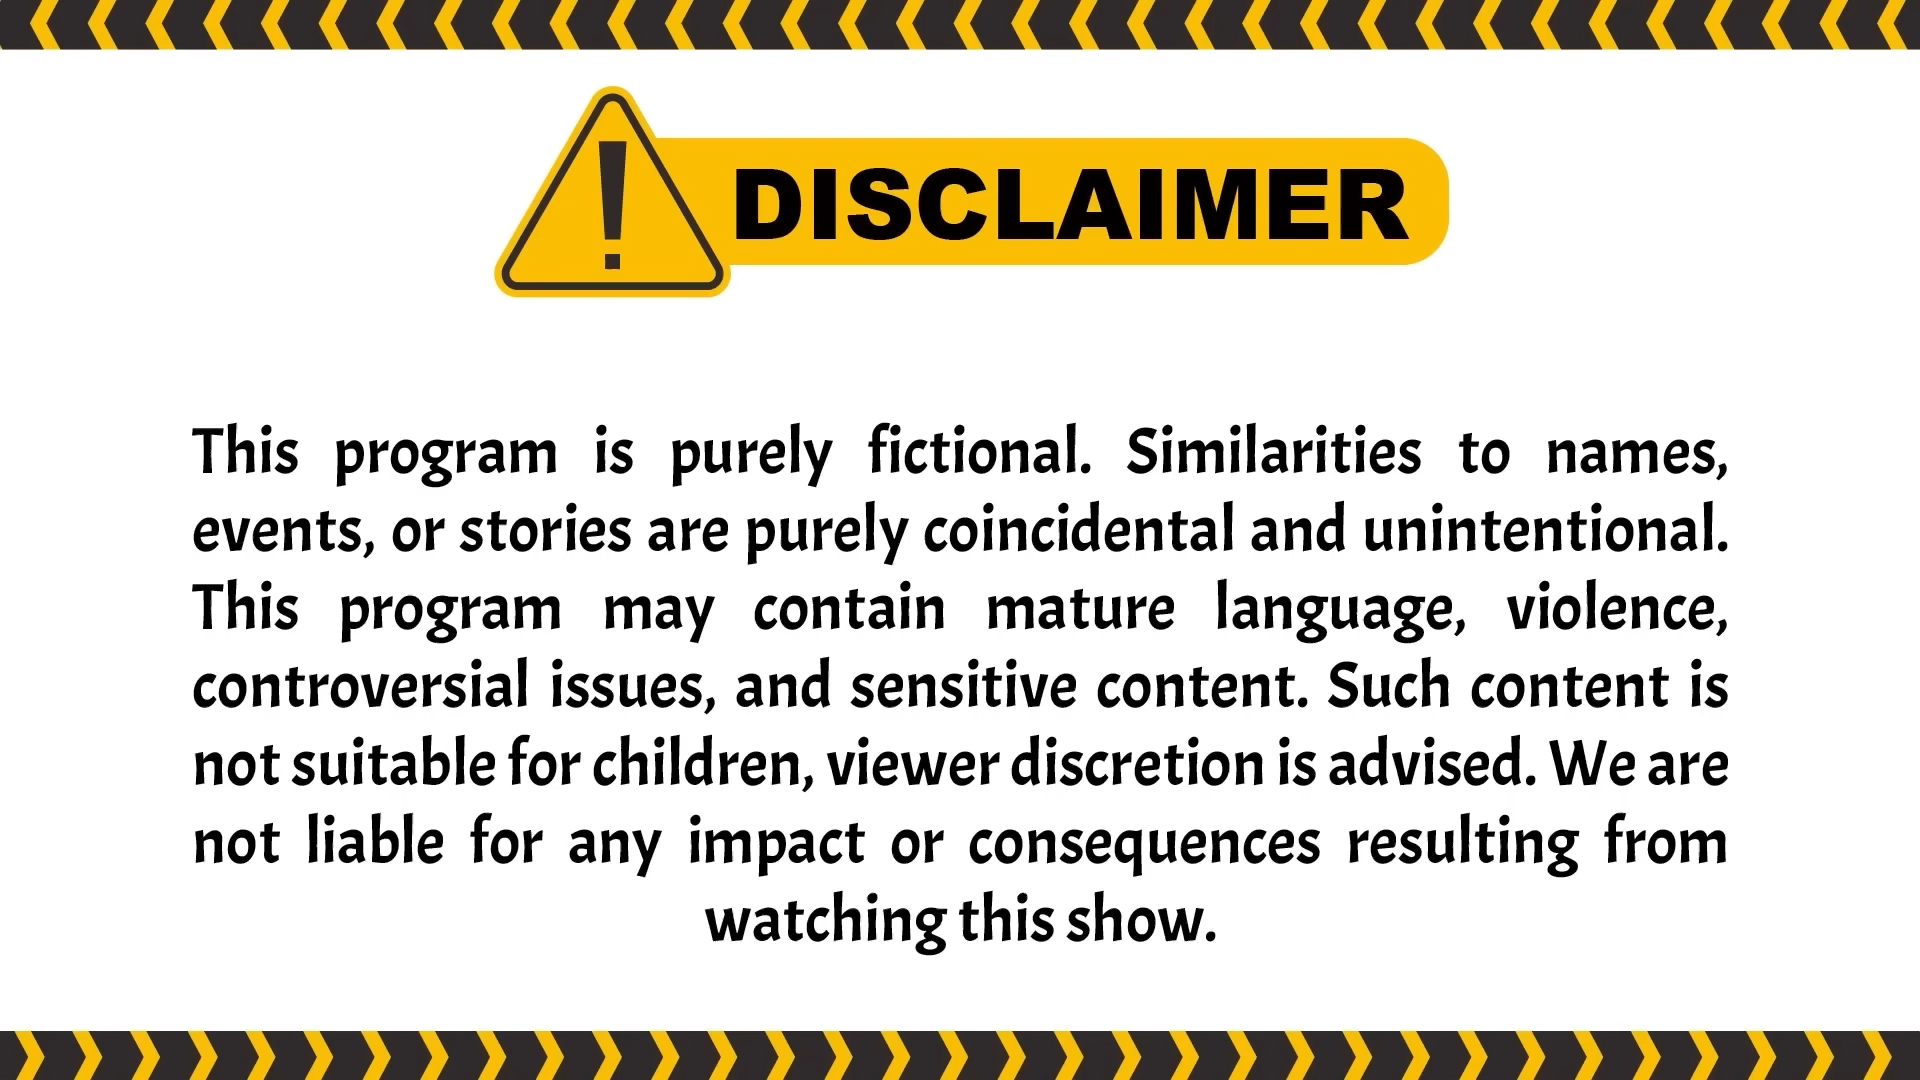 DISCLAIMER
This program is purely fictional. Similarities to names,
events, or stories are purely coincidental and unintentional.
This program may contain mature language, violence,
controversial issues, and sensitive content. Such content is
not suitable for children, viewer discretion is advised. We are
not liable for any impact or consequences resulting from
watching this show.